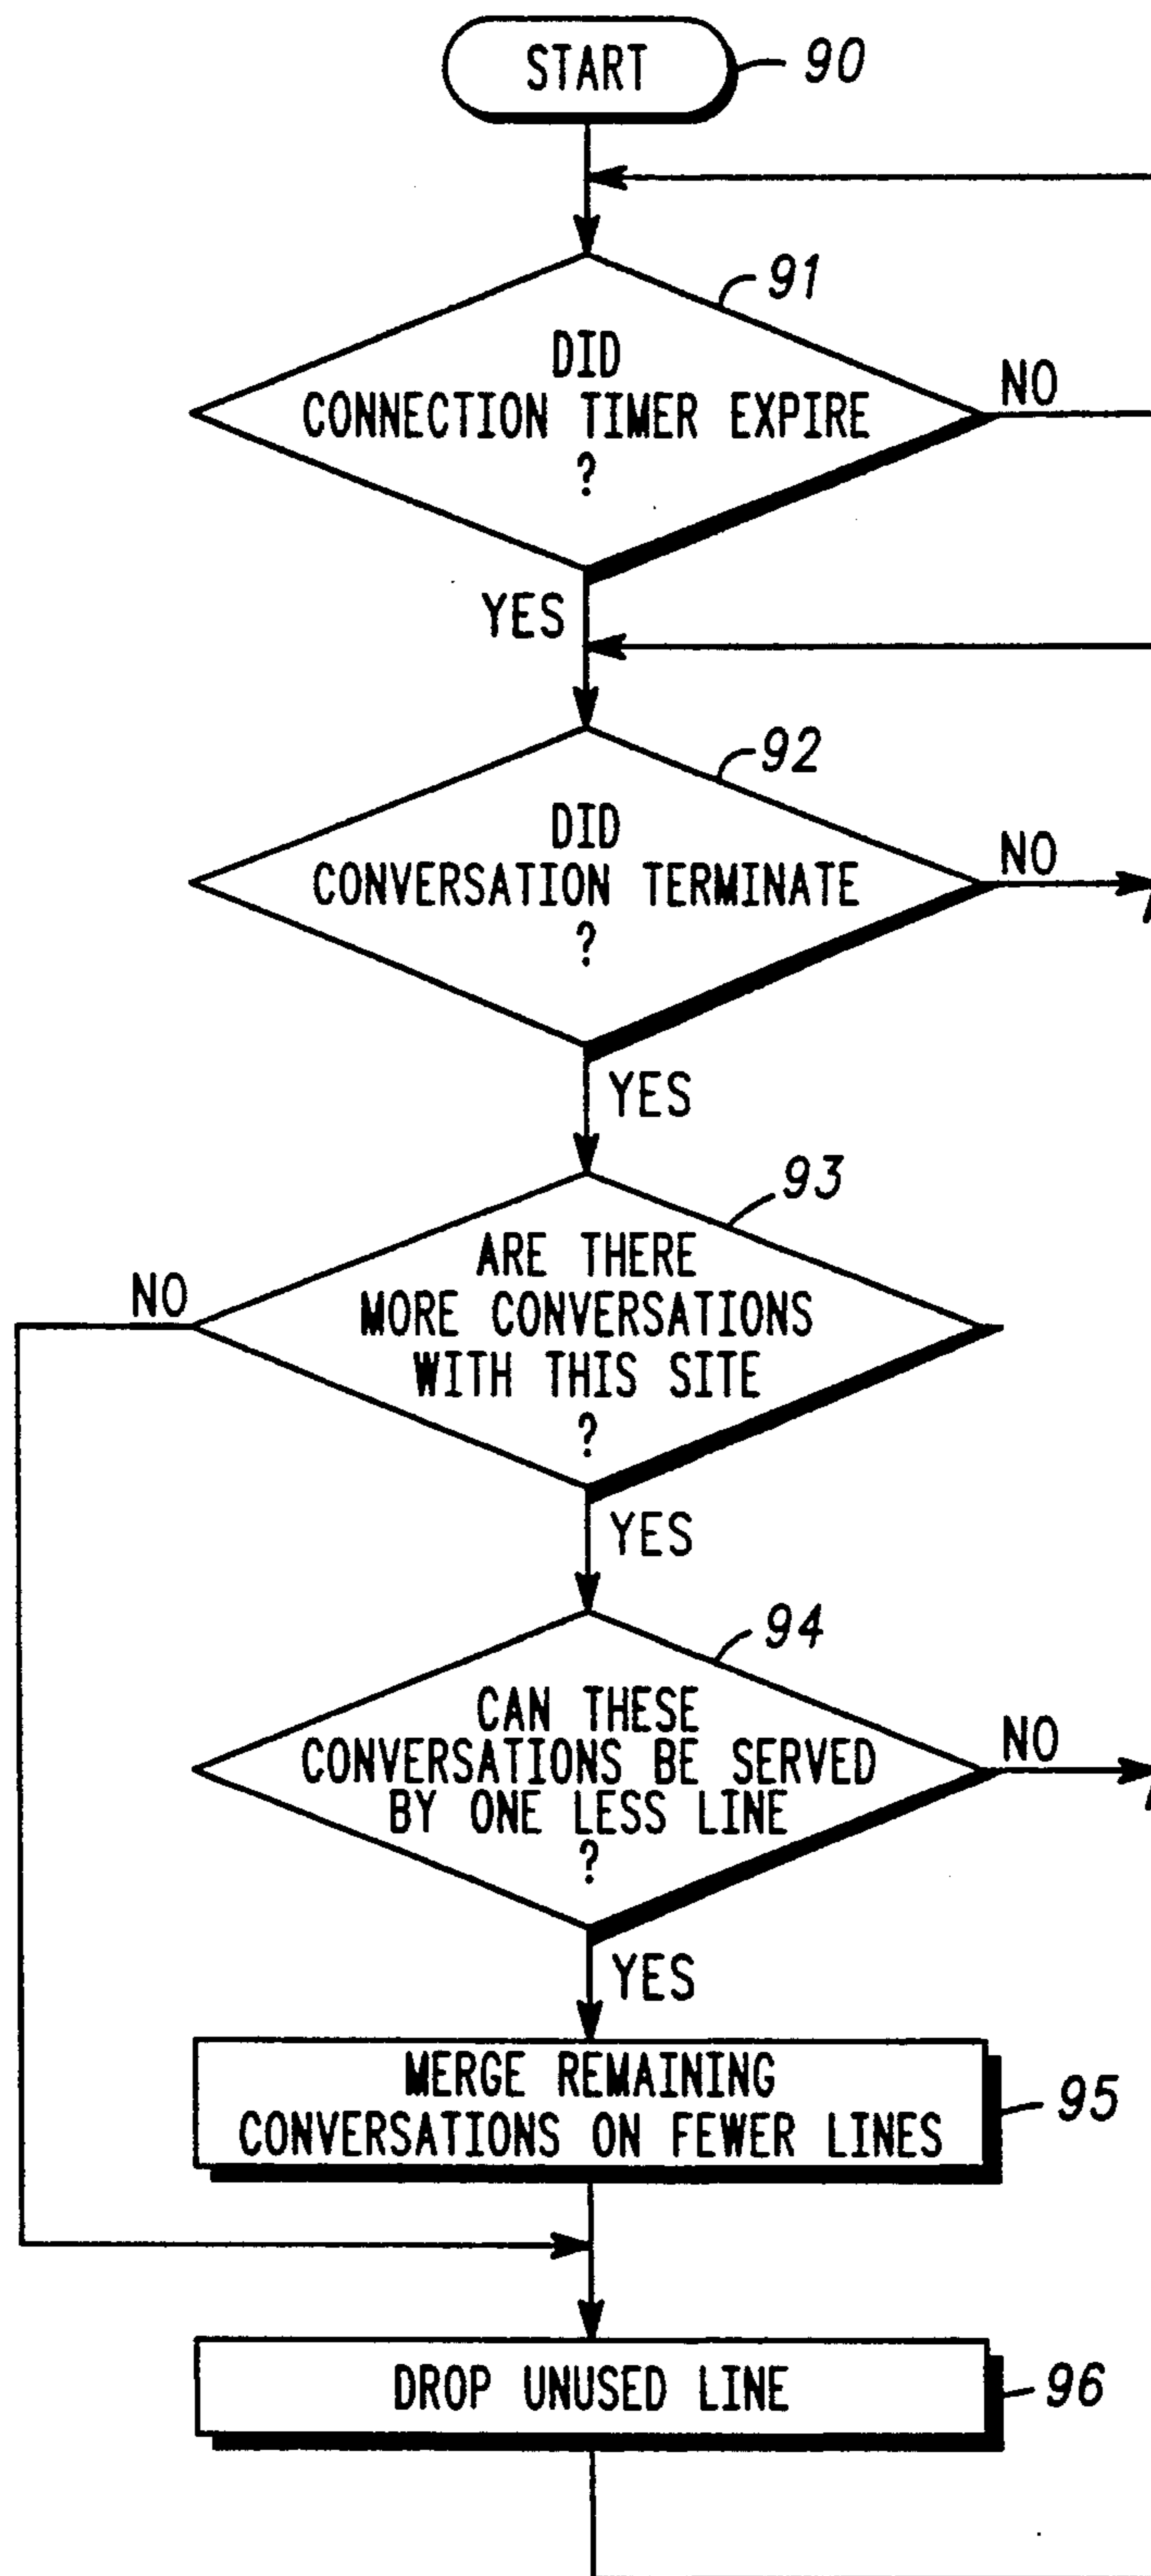 START
90
91
DID
CONNECTION TIMER EXPIRE
?
NO
YES
92
DID
CONVERSATION TERMINATE
?
NO
YES
93
ARE THERE
MORE CONVERSATIONS
WITH THIS SITE
?
NO
YES
94
CAN THESE
CONVERSATIONS BE SERVED
BY ONE LESS LINE
?
NO
YES
MERGE REMAINING
CONVERSATIONS ON FEWER LINES
95
DROP UNUSED LINE
96